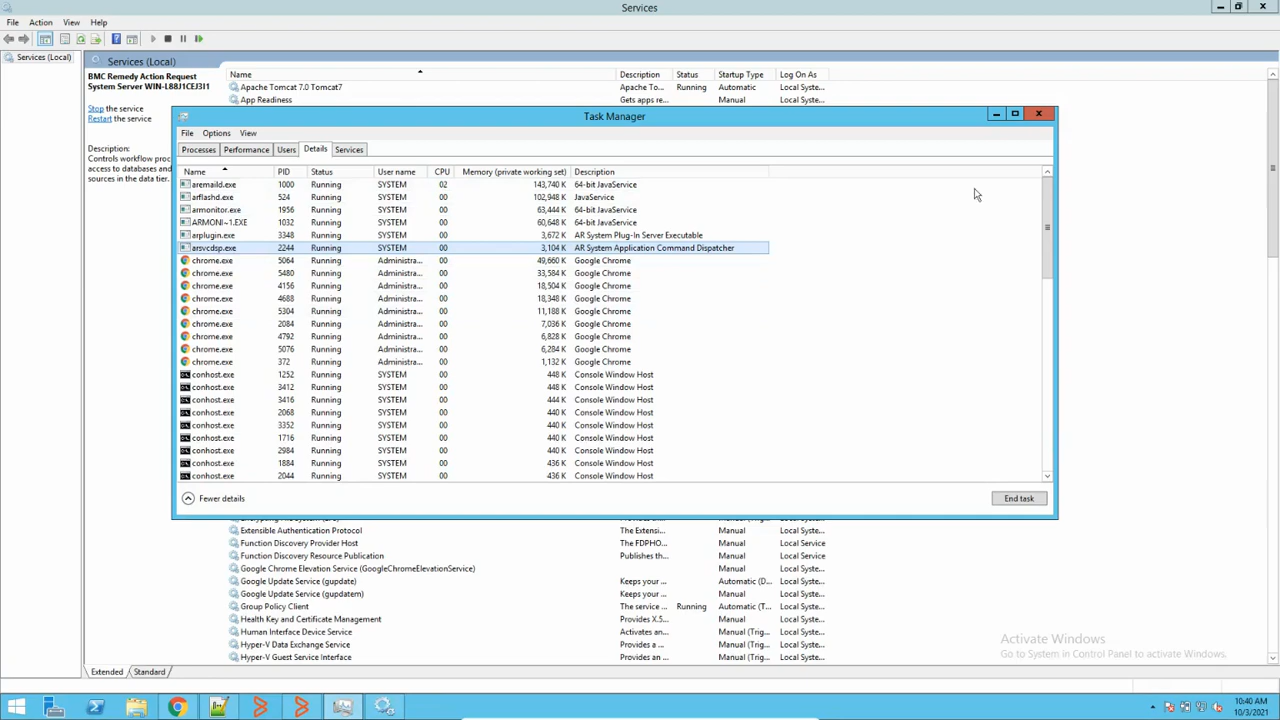 Services
File Action View Help
Services (Local)
Services (Local)
BMC Remedy Action Request
System Server WIN-L88J1CEJ3I1
Stop the service
Restart the service
Description:
Controls workflow proc
access to databases and
sources in the data tier.
Name Description Status Startup Type Log On As
Apache Tomcat 7.0 Tomcat7 Apache To... Running Automatic Local Syste...
App Readiness Gets apps re... Manual Local Syste...
Task Manager
File Options View
Processes Performance Users Details Services
Name PID Status User name CPU Memory (private working set) Description
aremaild.exe 1000 Running SYSTEM 02 143,740 K 64-bit JavaService
arflashd.exe 524 Running SYSTEM 00 102,948 K JavaService
armonitor.exe 1956 Running SYSTEM 00 63,444 K 64-bit JavaService
ARMONI~1.EXE 1032 Running SYSTEM 00 60,648 K 64-bit JavaService
arplugin.exe 3348 Running SYSTEM 00 3,672 K AR System Plug-In Server Executable
arsvcdsp.exe 2244 Running SYSTEM 00 3,104 K AR System Application Command Dispatcher
chrome.exe 5064 Running Administra... 00 49,660 K Google Chrome
chrome.exe 5480 Running Administra... 00 33,584 K Google Chrome
chrome.exe 4156 Running Administra... 00 18,504 K Google Chrome
chrome.exe 4688 Running Administra... 00 18,348 K Google Chrome
chrome.exe 5304 Running Administra... 00 11,188 K Google Chrome
chrome.exe 2084 Running Administra... 00 7,036 K Google Chrome
chrome.exe 4792 Running Administra... 00 6,828 K Google Chrome
chrome.exe 5076 Running Administra... 00 6,284 K Google Chrome
chrome.exe 372 Running Administra... 00 1,132 K Google Chrome
conhost.exe 1252 Running SYSTEM 00 448 K Console Window Host
conhost.exe 3412 Running SYSTEM 00 448 K Console Window Host
conhost.exe 3416 Running SYSTEM 00 444 K Console Window Host
conhost.exe 2068 Running SYSTEM 00 440 K Console Window Host
conhost.exe 3352 Running SYSTEM 00 440 K Console Window Host
conhost.exe 1716 Running SYSTEM 00 440 K Console Window Host
conhost.exe 2984 Running SYSTEM 00 440 K Console Window Host
conhost.exe 1884 Running SYSTEM 00 436 K Console Window Host
conhost.exe 2044 Running SYSTEM 00 436 K Console Window Host
Fewer details End task
Extensible Authentication Protocol The Extensi... Manual Local Syste...
Function Discovery Provider Host The FDPHO... Manual Local Service
Function Discovery Resource Publication Publishes th... Manual Local Service
Google Chrome Elevation Service (GoogleChromeElevationService) Manual Local Syste...
Google Update Service (gupdate) Keeps your ... Automatic (D... Local Syste...
Google Update Service (gupdatem) Keeps your ... Manual Local Syste...
Group Policy Client The service ... Running Automatic (T... Local Syste...
Health Key and Certificate Management Provides X.5... Manual Local Syste...
Human Interface Device Service Activates an... Manual (Trig... Local Syste...
Hyper-V Data Exchange Service Provides a ... Manual (Trig... Local Syste...
Hyper-V Guest Service Interface Provides an ... Manual (Trig... Local Syste...
Activate Windows
Go to System in Control Panel to activate Windows.
Extended Standard
10:40 AM
10/3/2021